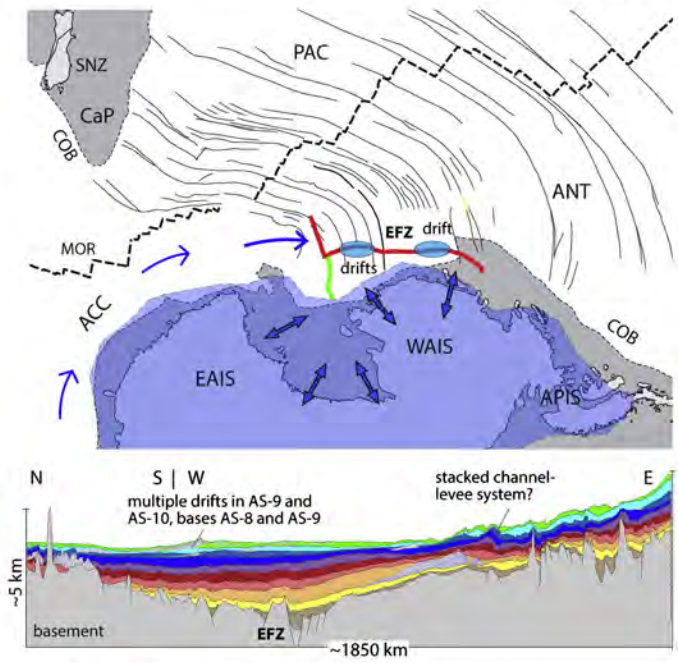 SNZ
PAC
CaP
COB
ANT
EFZ
drift
MOR
drifts
ACC
COB
WAIS
EAIS
APIS
N
S | W
E
multiple drifts in AS-9 and
AS-10, bases AS-8 and AS-9
stacked channel-
levee system?
~5 km
basement
EFZ
~1850 km